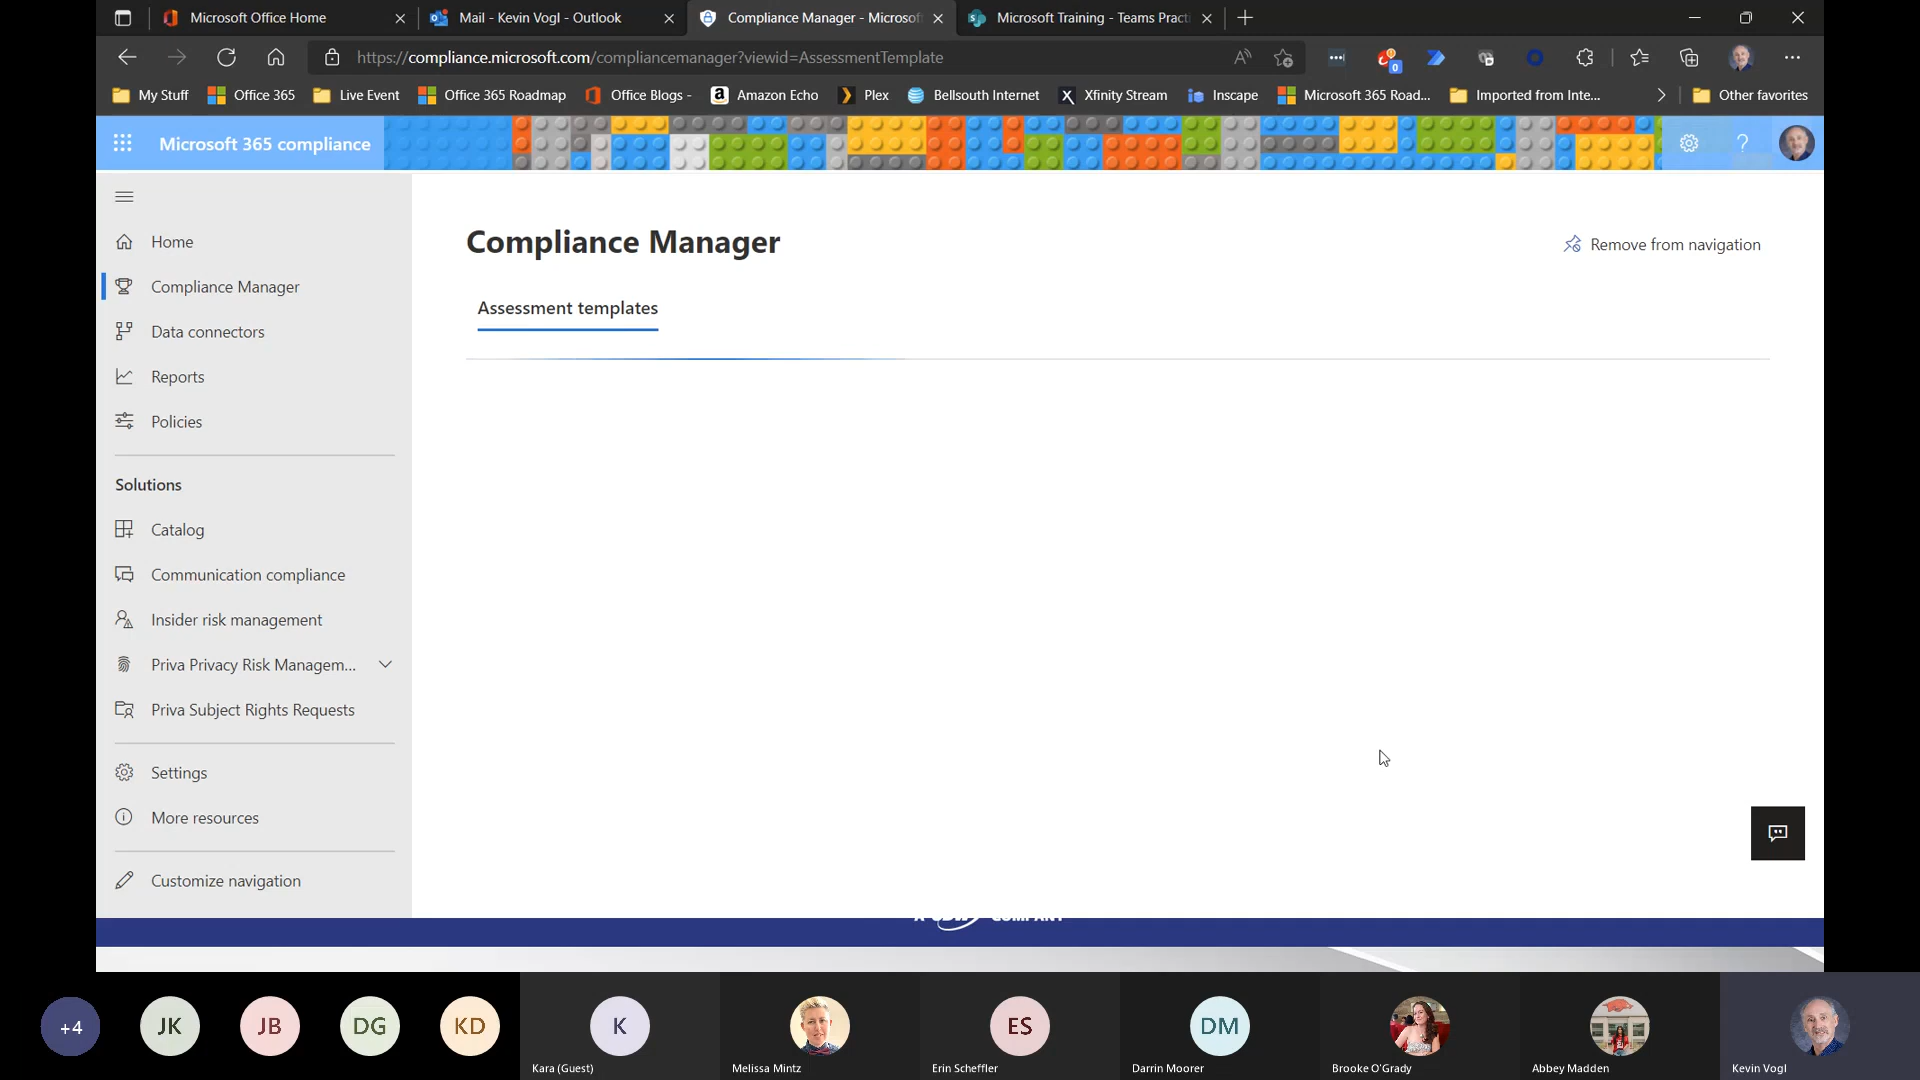 Microsoft Office Home
Mail - Kevin Vogl - Outlook
Compliance Manager - Microsof
Microsoft Training - Teams Pract
https://compliance.microsoft.com/compliancemanager?viewid=AssessmentTemplate
0
My Stuff
Office 365
Live Event
Office 365 Roadmap
Office Blogs -
Amazon Echo
Plex
Bellsouth Internet
Xfinity Stream
Inscape
Microsoft 365 Road...
Imported from Inte...
Other favorites
Microsoft 365 compliance
Home
Compliance Manager
Data connectors
Reports
Policies
Solutions
Catalog
Communication compliance
Insider risk management
Priva Privacy Risk Managem...
Priva Subject Rights Requests
Settings
More resources
Customize navigation
Compliance Manager
Remove from navigation
Assessment templates
COMPANY
+4
JK
JB
DG
KD
K
Kara (Guest)
Melissa Mintz
ES
Erin Scheffler
DM
Darrin Moorer
Brooke O'Grady
Abbey Madden
Kevin Vogl